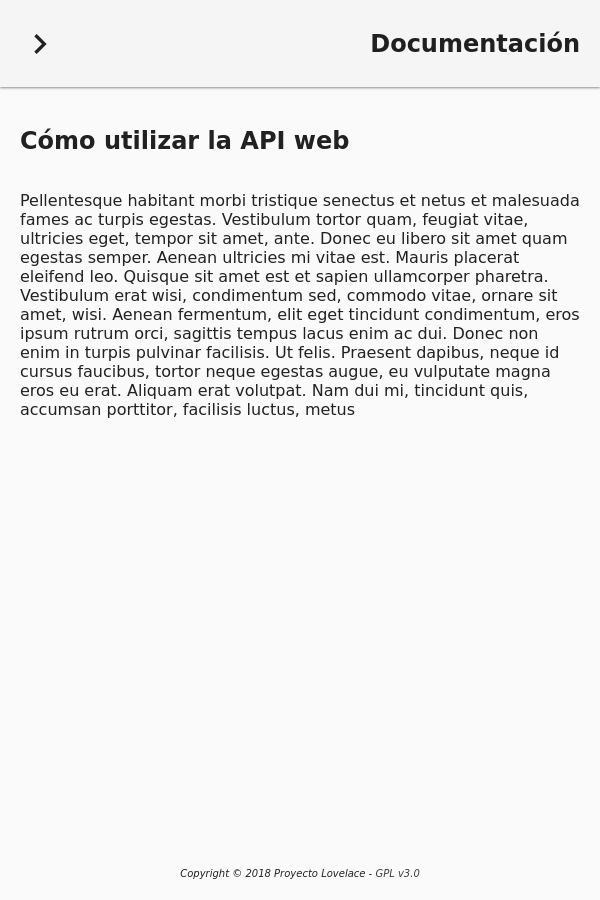 Documentación
Cómo utilizar la API web
Pellentesque habitant morbi tristique senectus et netus et malesuada
fames ac turpis egestas. Vestibulum tortor quam, feugiat vitae,
ultricies eget, tempor sit amet, ante. Donec eu libero sit amet quam
egestas semper. Aenean ultricies mi vitae est. Mauris placerat
eleifend leo. Quisque sit amet est et sapien ullamcorper pharetra.
Vestibulum erat wisi, condimentum sed, commodo vitae, ornare sit
amet, wisi. Aenean fermentum, elit eget tincidunt condimentum, eros
ipsum rutrum orci, sagittis tempus lacus enim ac dui. Donec non
enim in turpis pulvinar facilisis. Ut felis. Praesent dapibus, neque id
cursus faucibus, tortor neque egestas augue, eu vulputate magna
eros eu erat. Aliquam erat volutpat. Nam dui mi, tincidunt quis,
accumsan porttitor, facilisis luctus, metus
Copyright © 2018 Proyecto Lovelace - GPL v3.0